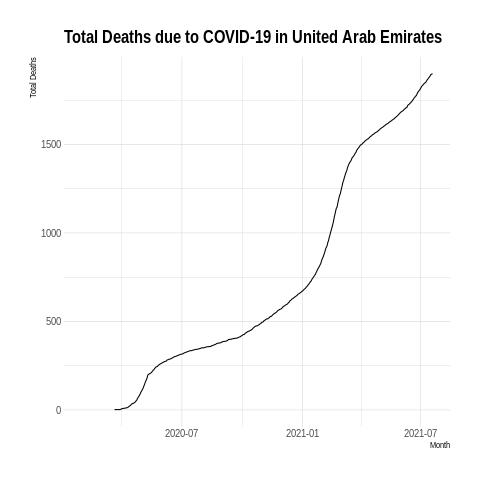 Total Deaths due to COVID-19 in United Arab Emirates
Total Deaths
1500
1000
500
0
2020-07
2021-01
2021-07
Month